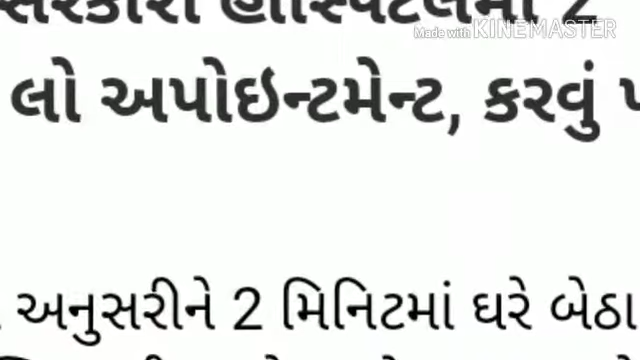 સરકારી હોસ્પિટલમાં 2
Made with KINEMASTER
લો અપોઇન્ટમેન્ટ, કરવું
અનુસરીને 2 મિનિટમાં ઘરે બેઠા